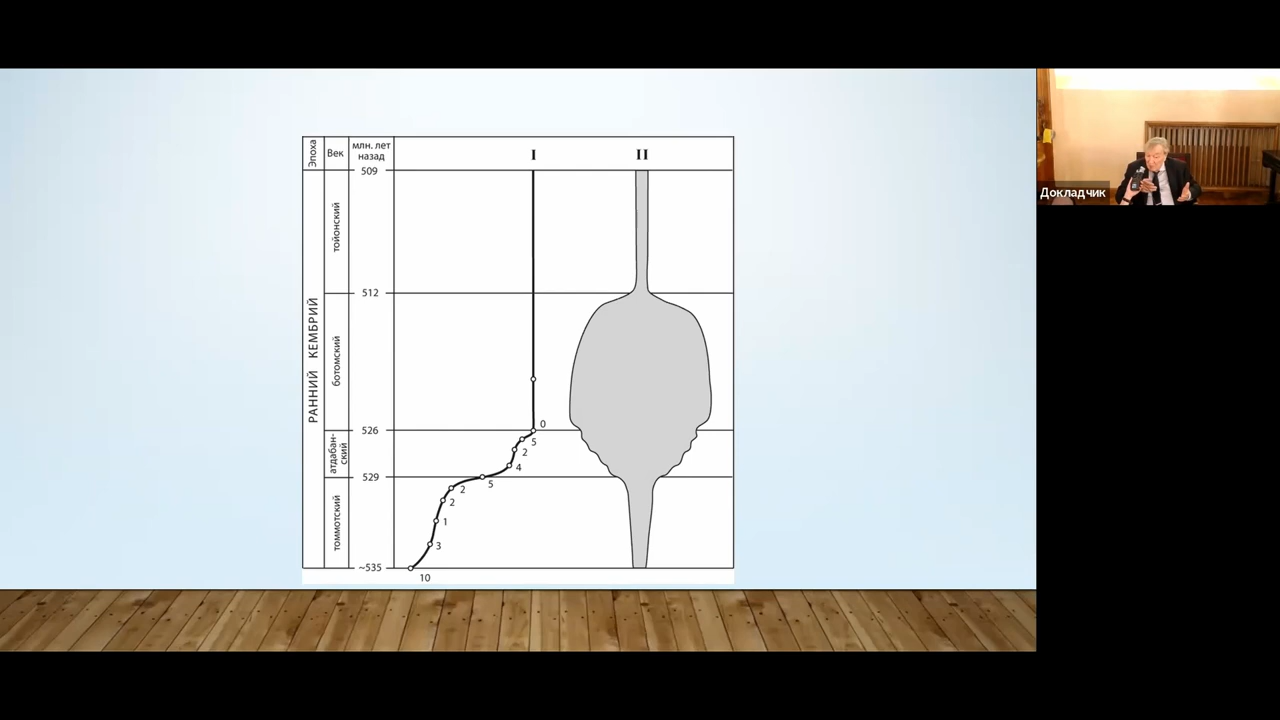 Эпоха
Век
млн. лет
назад
I
II
509
тойонский
512
РАННИЙ КЕМБРИЙ
ботомский
526
0
атдабан-
ский
5
2
4
529
5
2
2
томмотский
1
3
~535
10
Докладчик